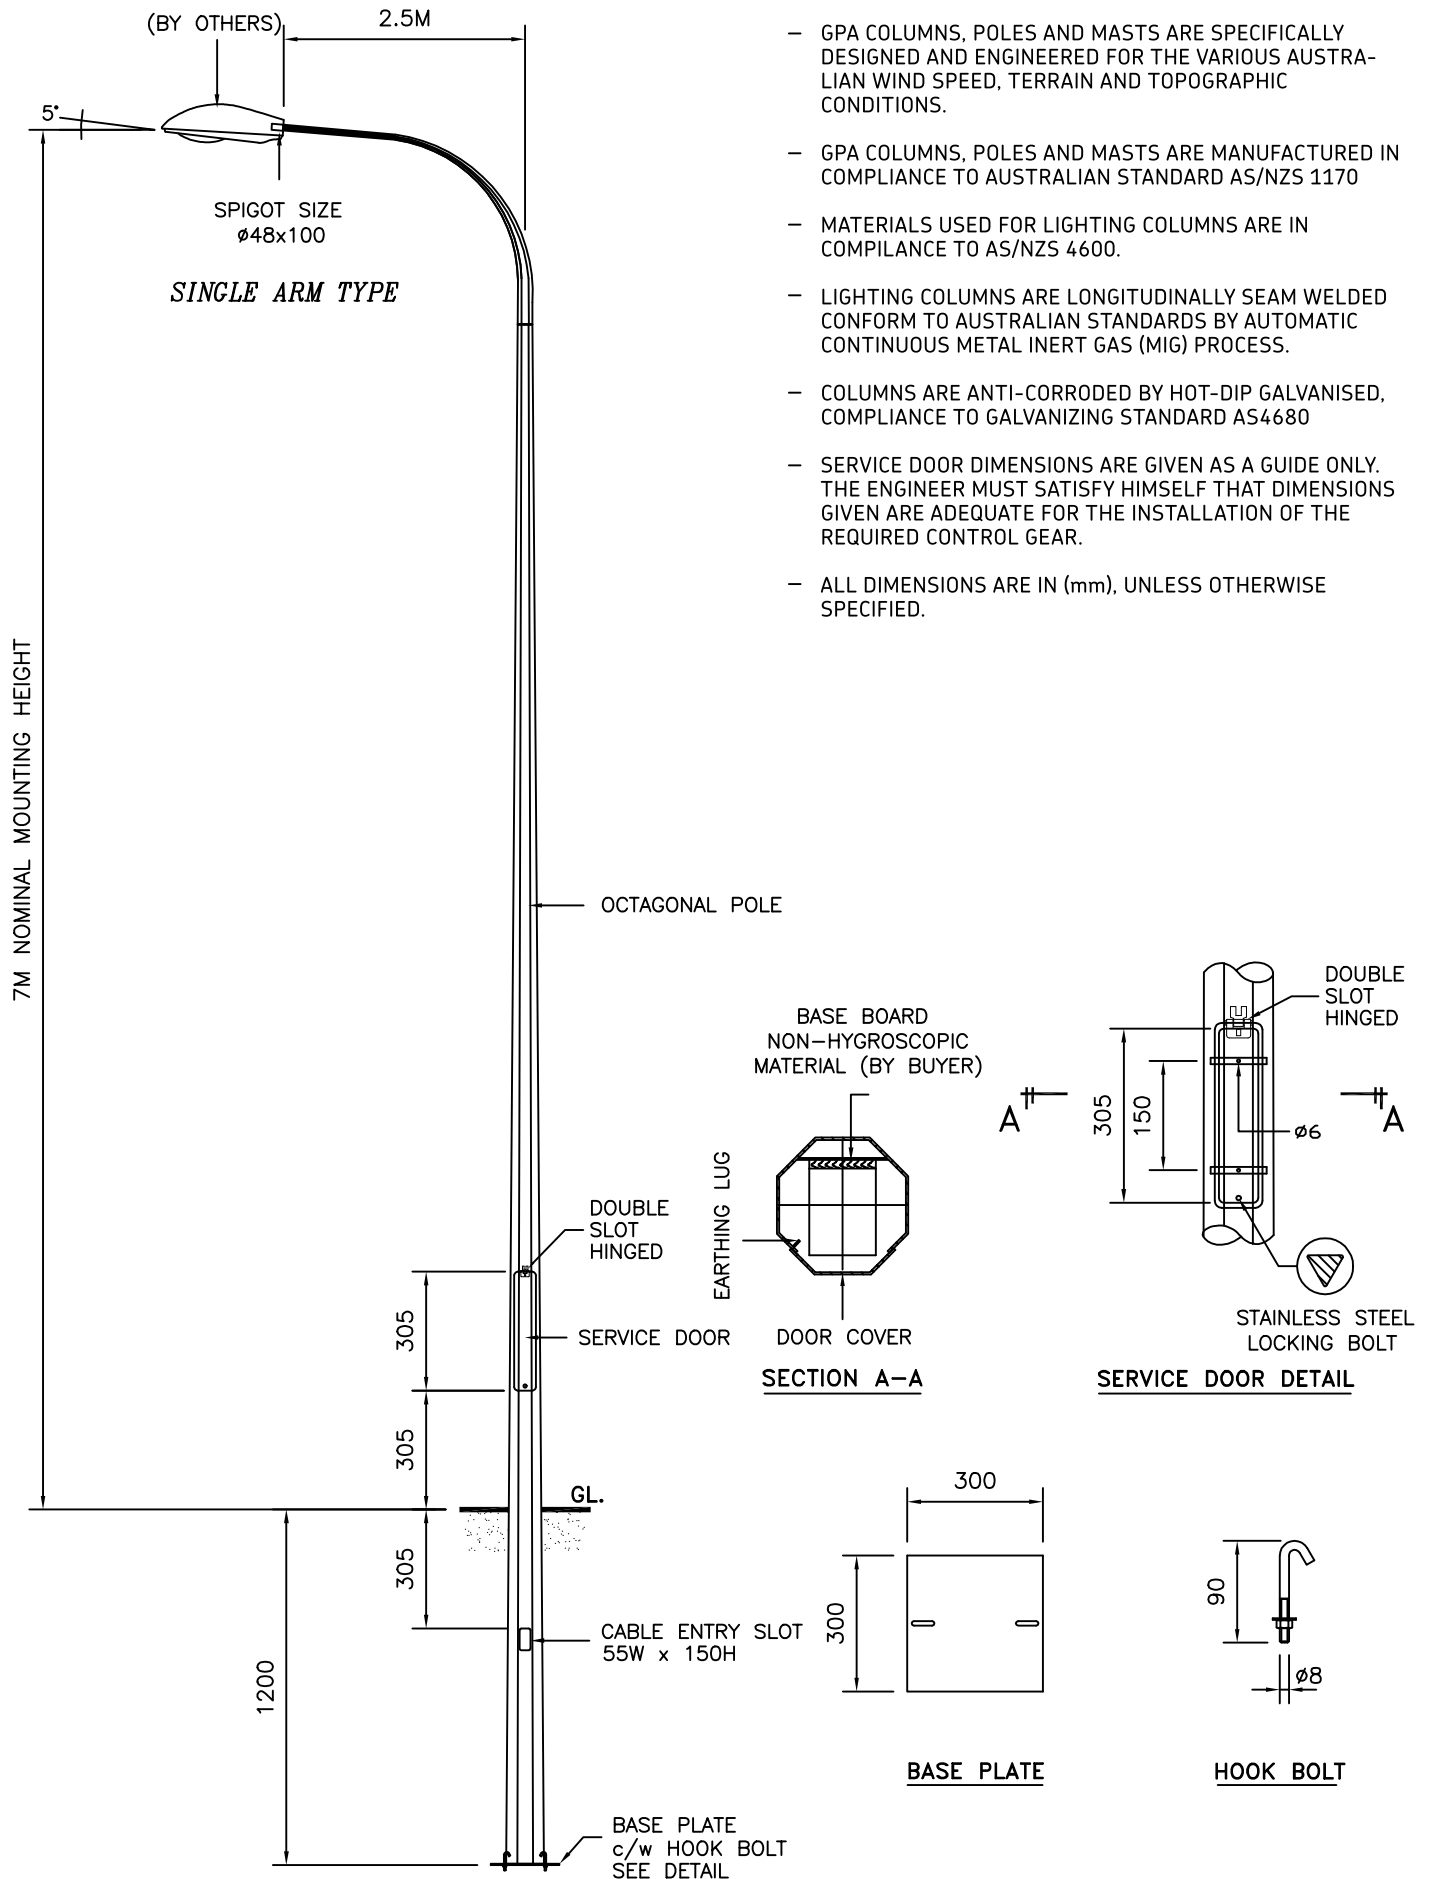 (BY OTHERS)
2.5M
5°
SPIGOT SIZE
ø48x100
SINGLE ARM TYPE
7M NOMINAL MOUNTING HEIGHT
– GPA COLUMNS, POLES AND MASTS ARE SPECIFICALLY
DESIGNED AND ENGINEERED FOR THE VARIOUS AUSTRA-
LIAN WIND SPEED, TERRAIN AND TOPOGRAPHIC
CONDITIONS.
– GPA COLUMNS, POLES AND MASTS ARE MANUFACTURED IN
COMPLIANCE TO AUSTRALIAN STANDARD AS/NZS 1170
– MATERIALS USED FOR LIGHTING COLUMNS ARE IN
COMPILANCE TO AS/NZS 4600.
– LIGHTING COLUMNS ARE LONGITUDINALLY SEAM WELDED
CONFORM TO AUSTRALIAN STANDARDS BY AUTOMATIC
CONTINUOUS METAL INERT GAS (MIG) PROCESS.
– COLUMNS ARE ANTI-CORRODED BY HOT-DIP GALVANISED,
COMPLIANCE TO GALVANIZING STANDARD AS4680
– SERVICE DOOR DIMENSIONS ARE GIVEN AS A GUIDE ONLY.
THE ENGINEER MUST SATISFY HIMSELF THAT DIMENSIONS
GIVEN ARE ADEQUATE FOR THE INSTALLATION OF THE
REQUIRED CONTROL GEAR.
– ALL DIMENSIONS ARE IN (mm), UNLESS OTHERWISE
SPECIFIED.
OCTAGONAL POLE
DOUBLE
SLOT
HINGED
SERVICE DOOR
305
305
GL.
305
1200
CABLE ENTRY SLOT
55W x 150H
BASE PLATE
c/w HOOK BOLT
SEE DETAIL
BASE BOARD
NON-HYGROSCOPIC
MATERIAL (BY BUYER)
EARTHING LUG
DOOR COVER
SECTION A-A
DOUBLE
SLOT
HINGED
A
A
305
150
ø6
STAINLESS STEEL
LOCKING BOLT
SERVICE DOOR DETAIL
300
300
BASE PLATE
90
ø8
HOOK BOLT